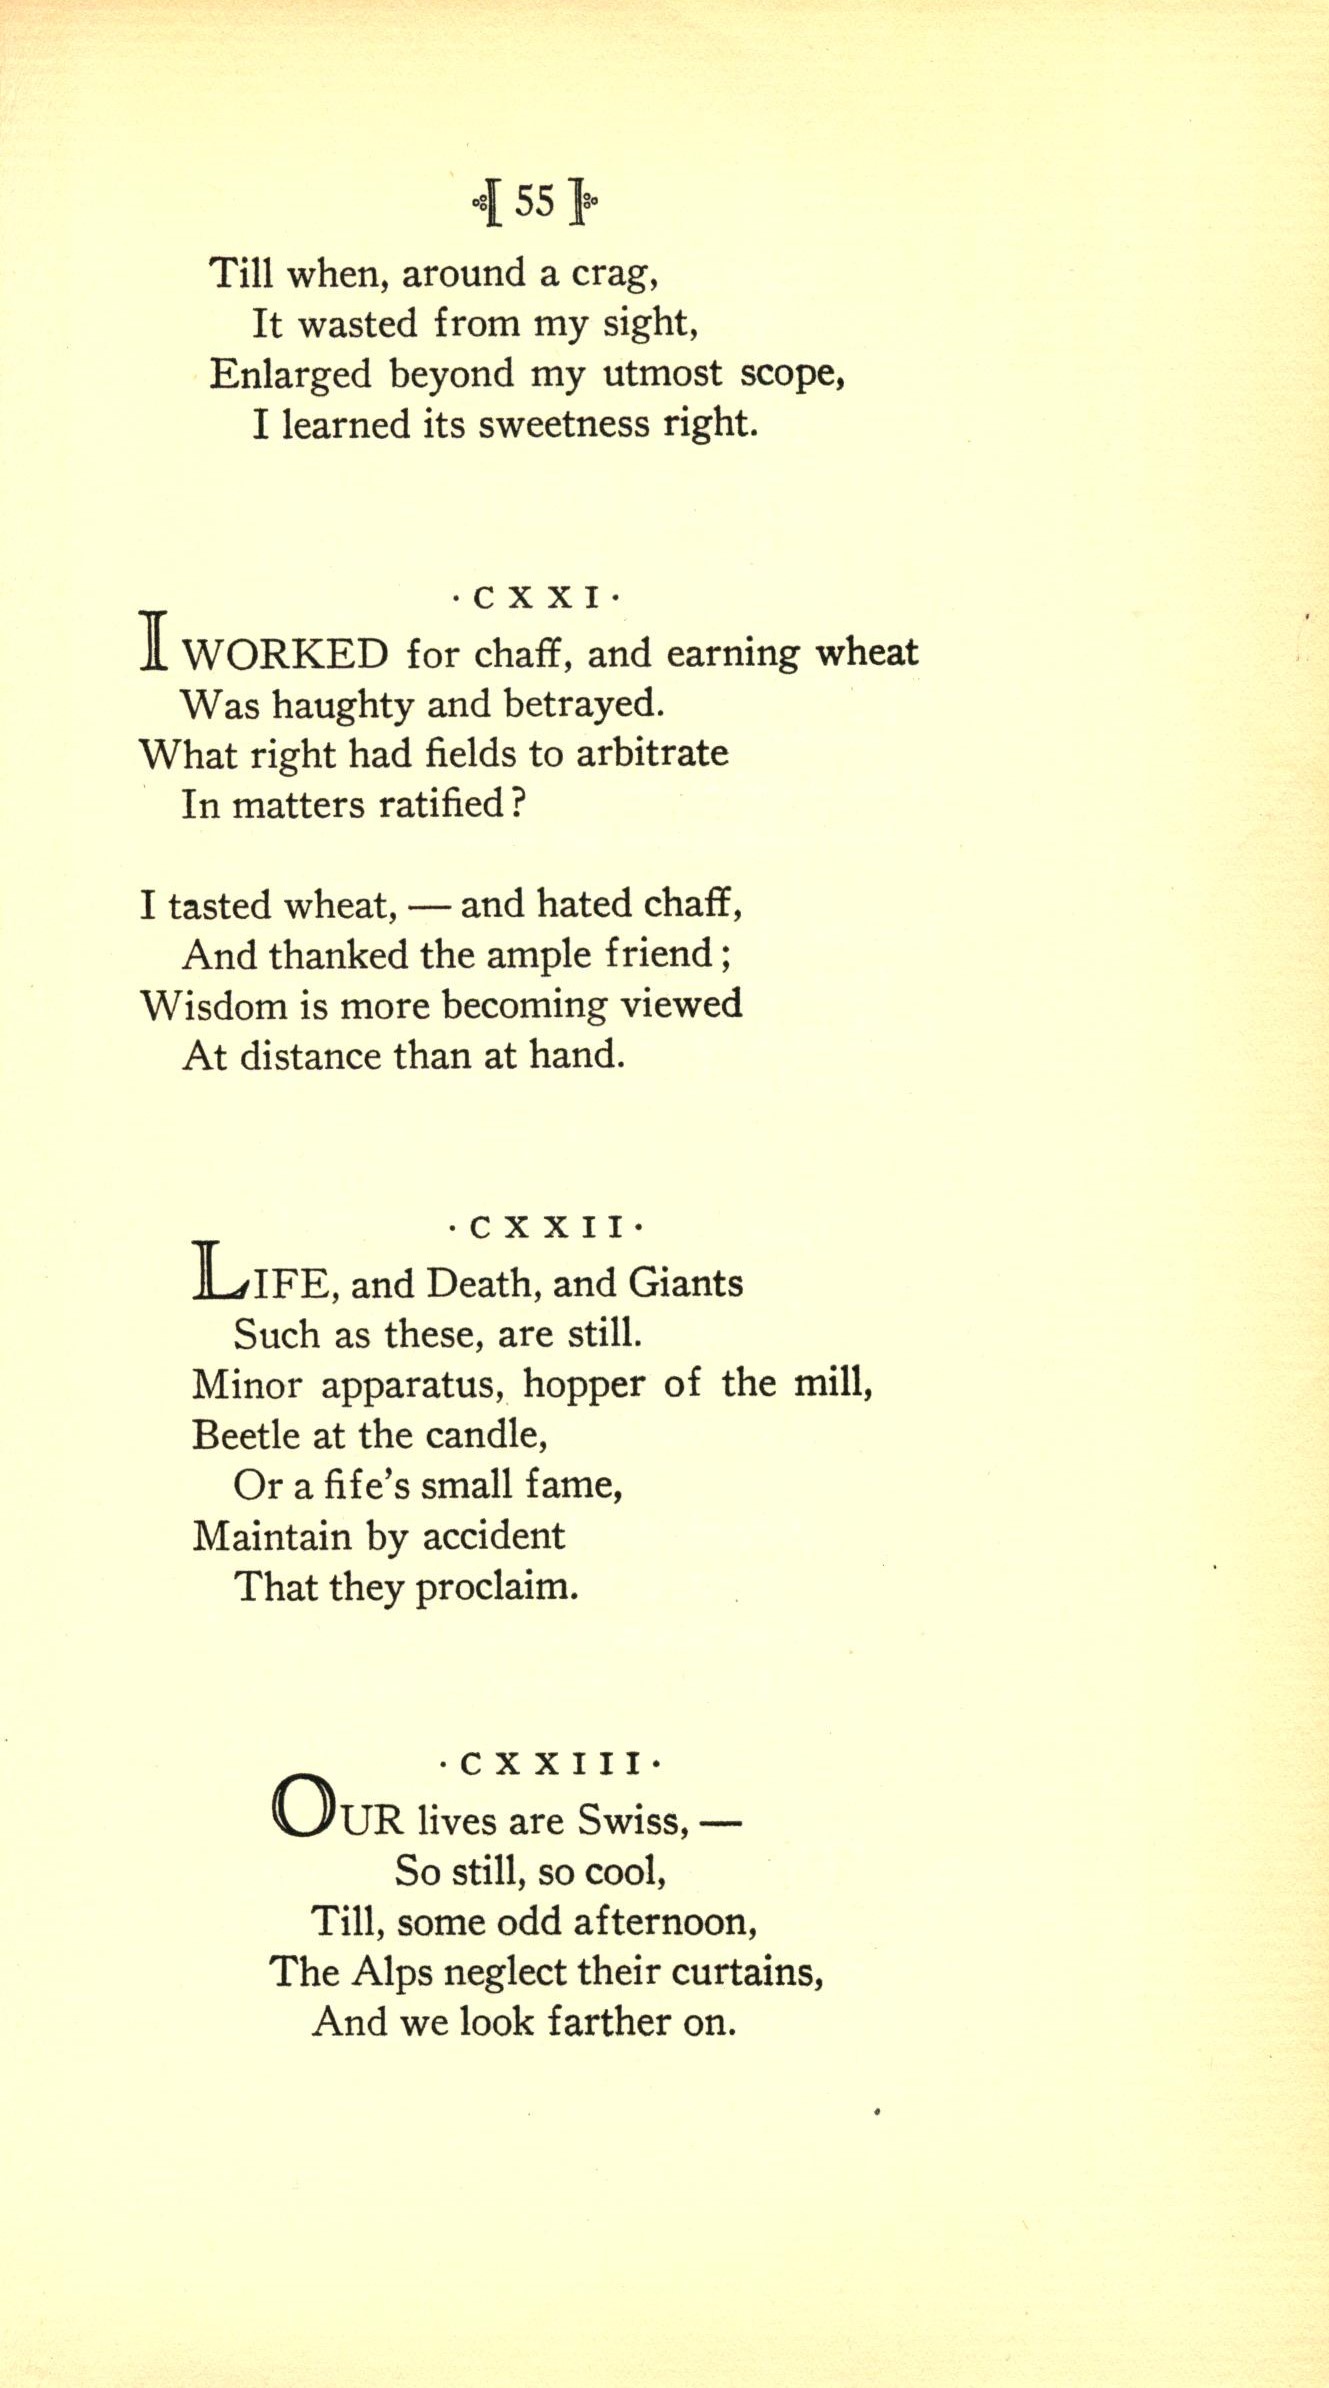 55
Till when, around a crag,
It wasted from my sight,
Enlarged beyond my utmost scope,
I learned its sweetness right.
· C X X I ·
I WORKED for chaff, and earning wheat
Was haughty and betrayed.
What right had fields to arbitrate
In matters ratified?
I tasted wheat, — and hated chaff,
And thanked the ample friend;
Wisdom is more becoming viewed
At distance than at hand.
· C X X I I ·
LIFE, and Death, and Giants
Such as these, are still.
Minor apparatus, hopper of the mill,
Beetle at the candle,
Or a fife's small fame,
Maintain by accident
That they proclaim.
· C X X I I I ·
OUR lives are Swiss, —
So still, so cool,
Till, some odd afternoon,
The Alps neglect their curtains,
And we look farther on.